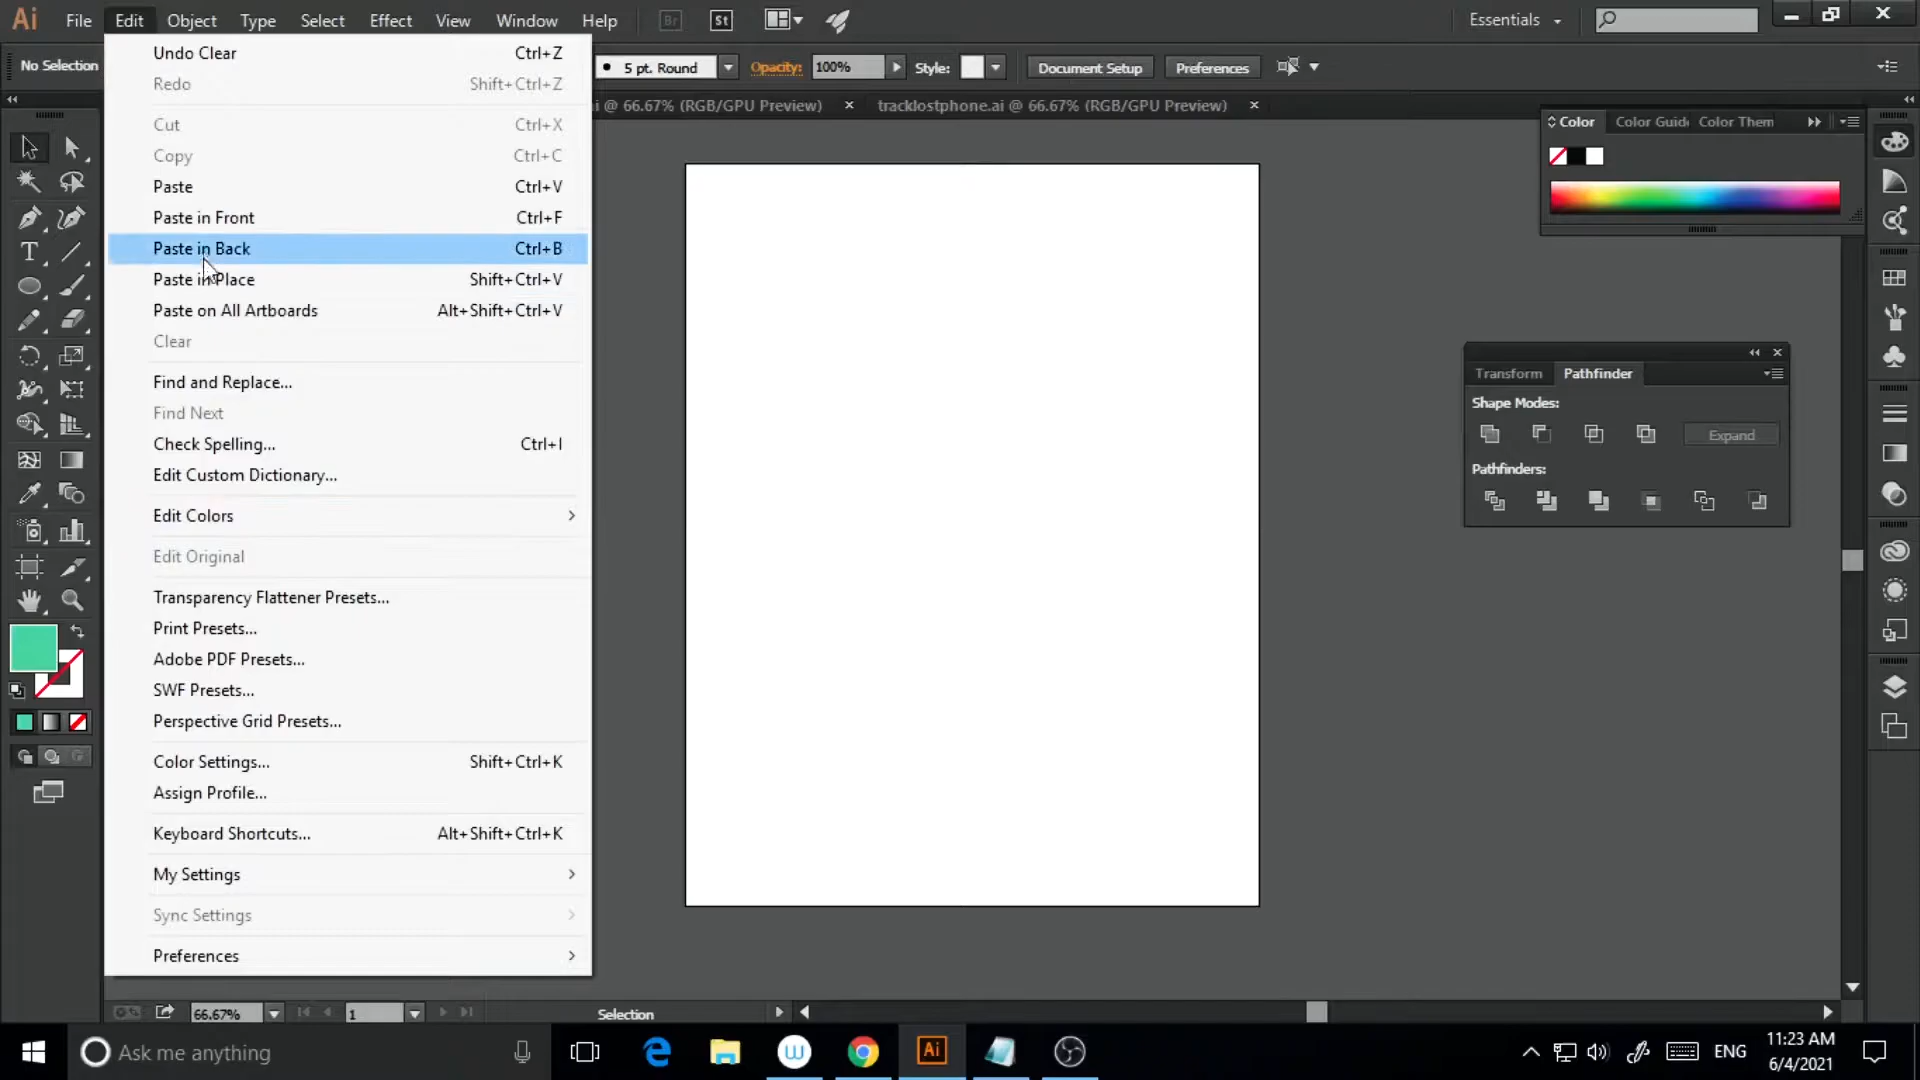 Ai File Edit Object Type Select Effect View Window Help Br St Essentials
No Selection 5 pt. Round Opacity: 100% Style: Document Setup Preferences
ai @ 66.67% (RGB/GPU Preview) × tracklostphone.ai @ 66.67% (RGB/GPU Preview) ×
Undo Clear Ctrl+Z
Redo Shift+Ctrl+Z
Cut Ctrl+X
Copy Ctrl+C
Paste Ctrl+V
Paste in Front Ctrl+F
Paste in Back Ctrl+B
Paste in Place Shift+Ctrl+V
Paste on All Artboards Alt+Shift+Ctrl+V
Clear
Find and Replace...
Find Next
Check Spelling... Ctrl+I
Edit Custom Dictionary...
Edit Colors
Edit Original
Transparency Flattener Presets...
Print Presets...
Adobe PDF Presets...
SWF Presets...
Perspective Grid Presets...
Color Settings... Shift+Ctrl+K
Assign Profile...
Keyboard Shortcuts... Alt+Shift+Ctrl+K
My Settings
Sync Settings
Preferences
Color Color Guide Color Them
Transform Pathfinder
Shape Modes:
Expand
Pathfinders:
66.67% 1 Selection
Ask me anything
Ai
ENG
11:23 AM
6/4/2021